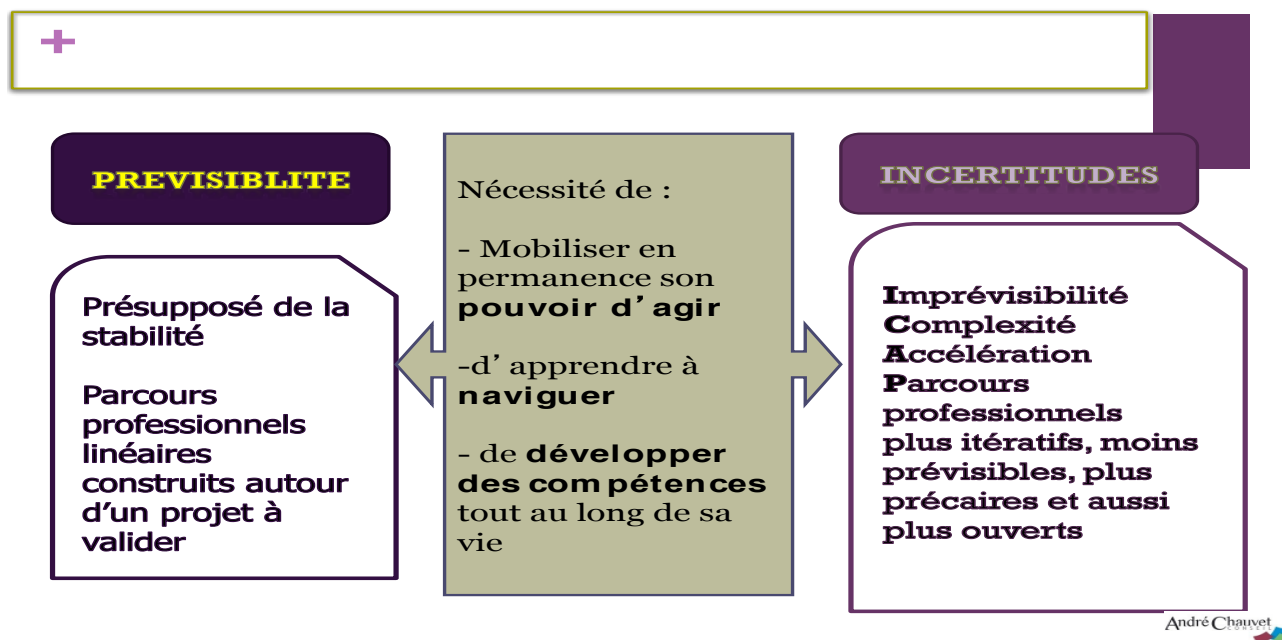 +
PREVISIBLITE
Présupposé de la
stabilité
Parcours
professionnels
linéaires
construits autour
d'un projet à
valider
Nécessité de :
- Mobiliser en
permanence son
pouvoir d'agir
-d'apprendre à
naviguer
- de développer
des compétences
tout au long de sa
vie
INCERTITUDES
Imprévisibilité
Complexité
Accélération
Parcours
professionnels
plus itératifs, moins
prévisibles, plus
précaires et aussi
plus ouverts
André Chauvet
CONSEIL